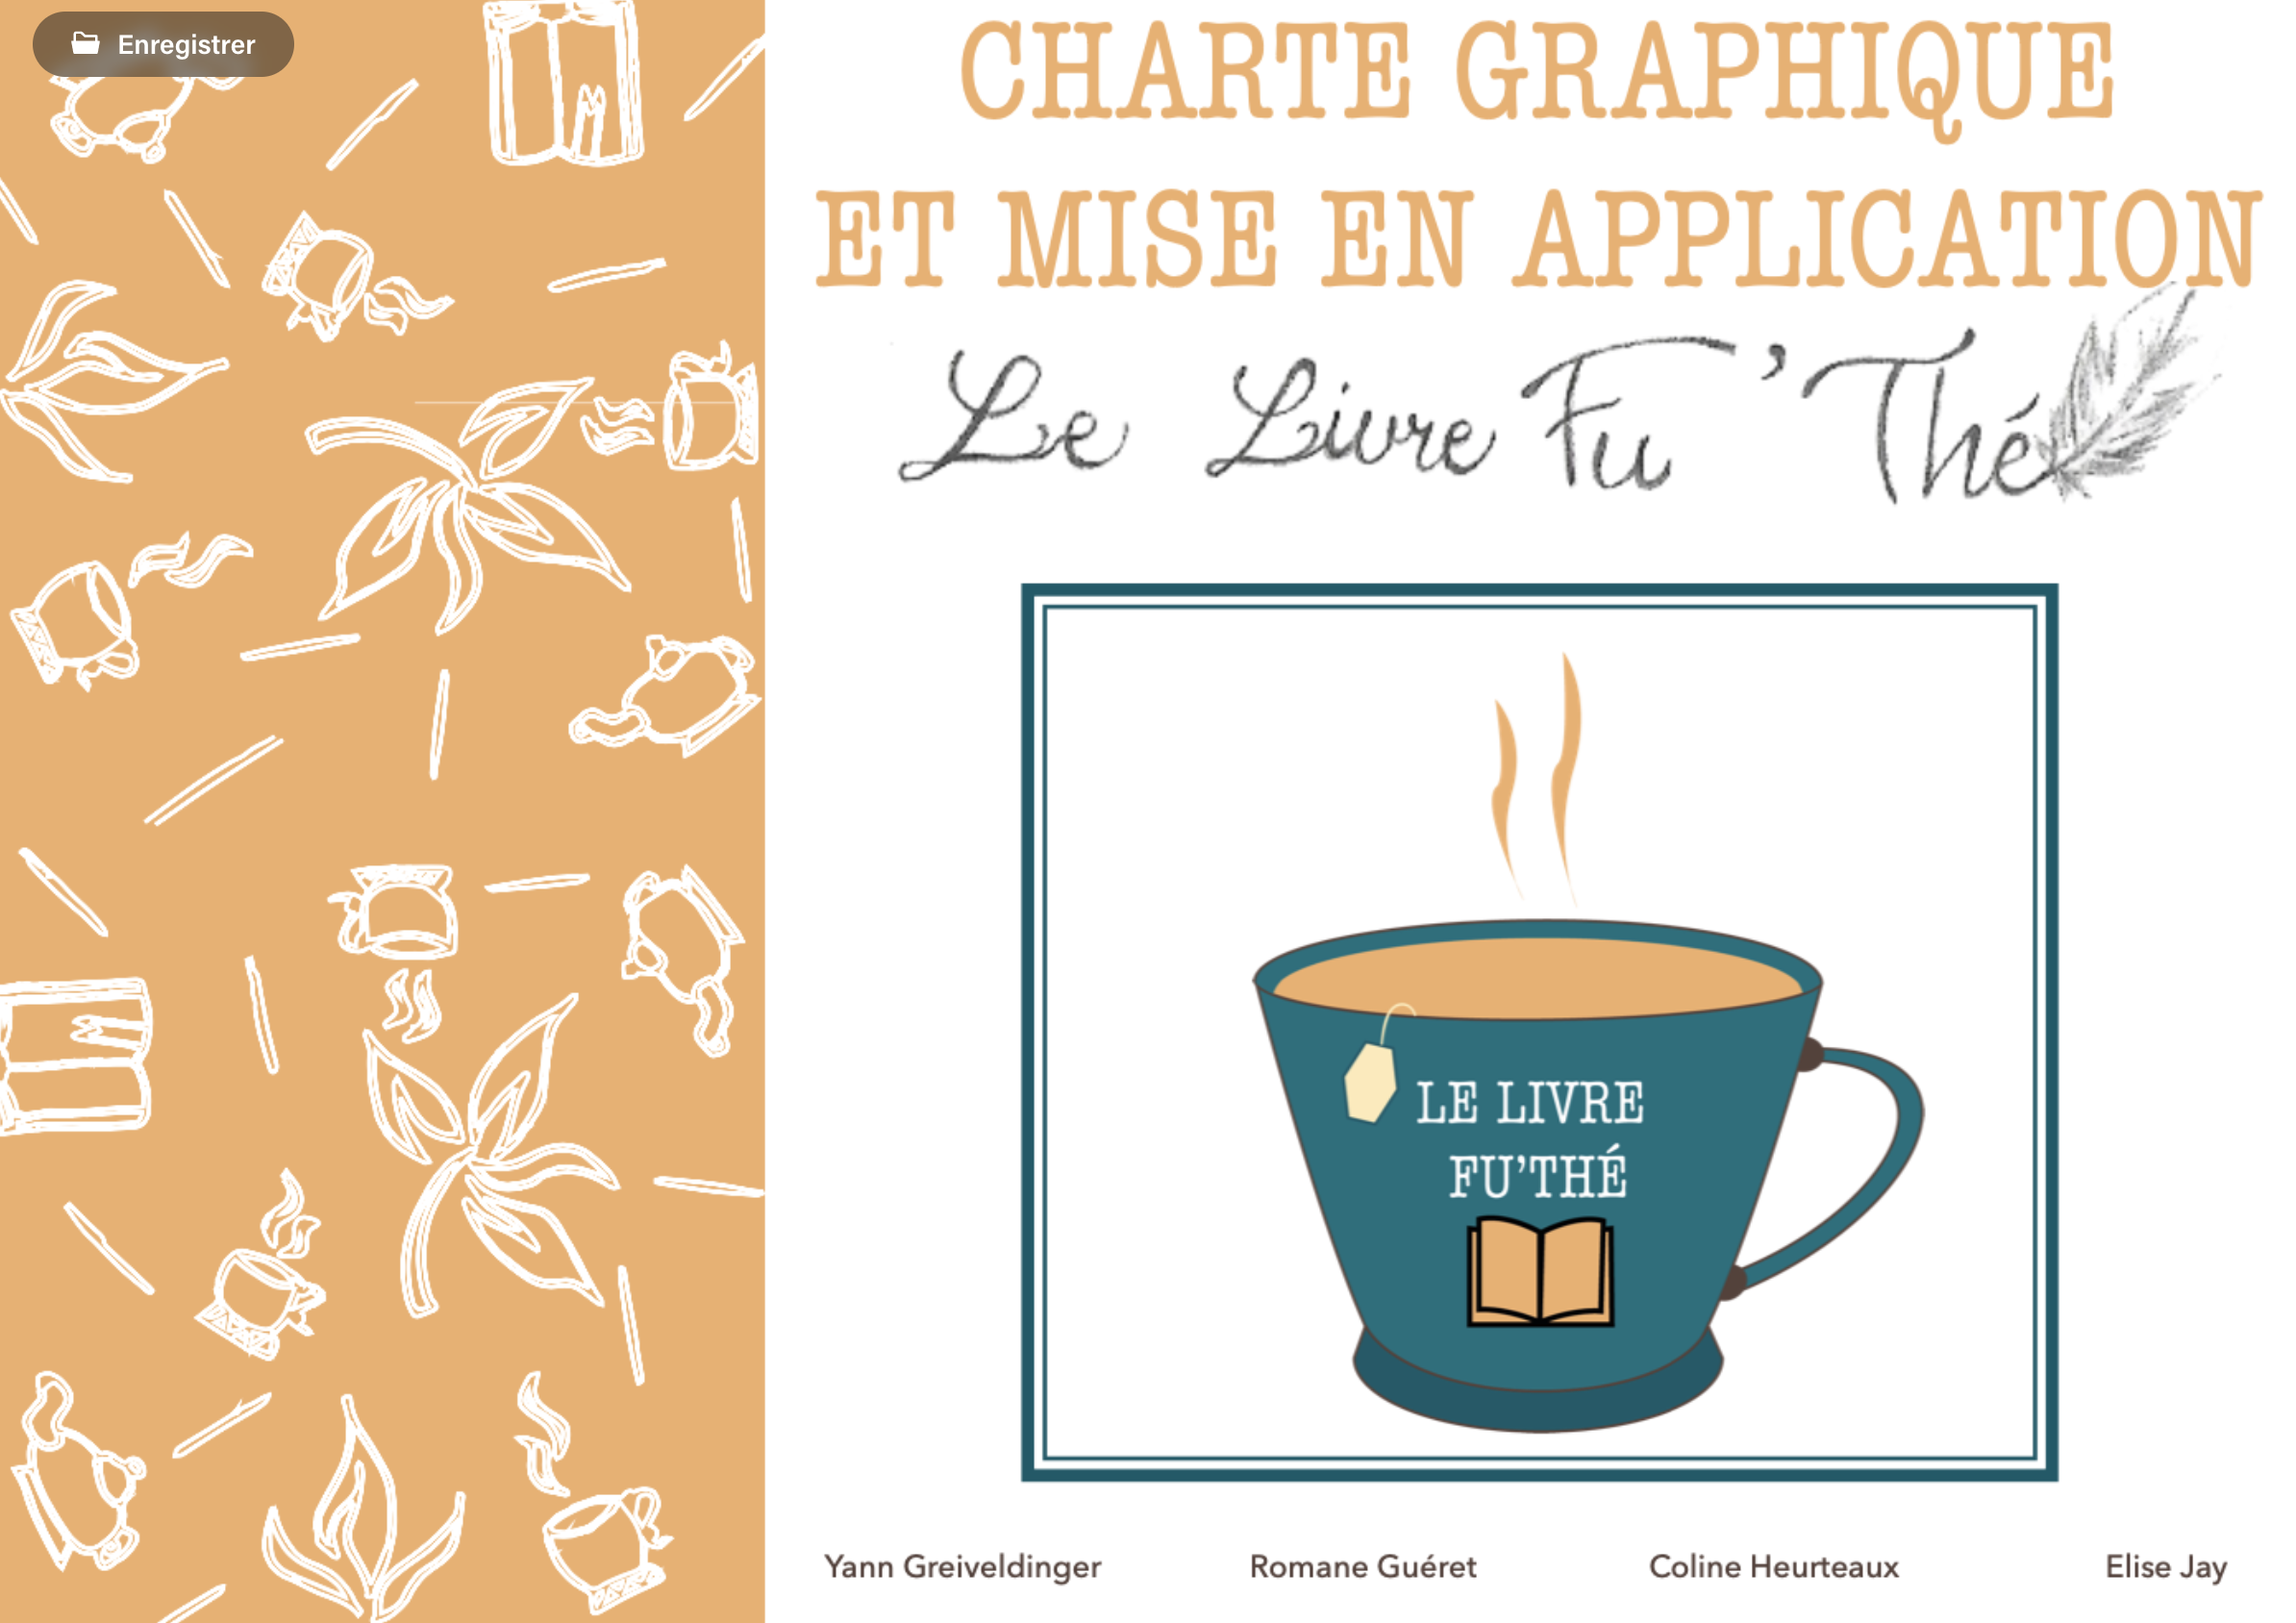 Enregistrer
CHARTE GRAPHIQUE
ET MISE EN APPLICATION
Le Livre Fu'Thé
LE LIVRE
FU'THÉ
Yann Greiveldinger Romane Guéret Coline Heurteaux Elise Jay